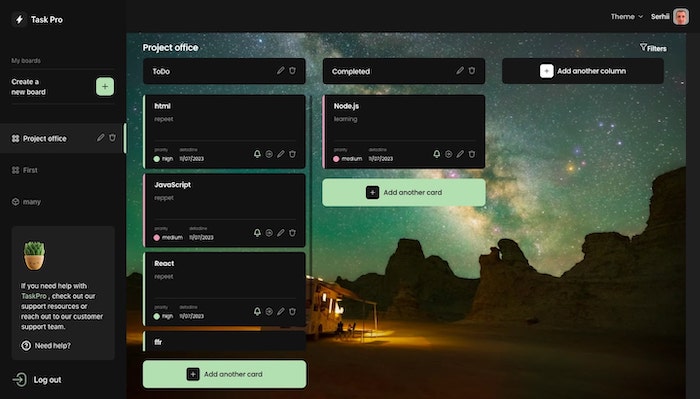 Task Pro
Theme
Serhii
My boards
Create a
new board
Project office
First
many
If you need help with
TaskPro , check out our
support resources or
reach out to our customer
support team.
Need help?
Log out
Project office
Filters
ToDo
html
repeet
priority deadline
high 11/07/2023
JavaScript
reppet
priority deadline
medium 11/07/2023
React
repeet
priority deadline
high 11/07/2023
ffr
Add another card
Completed
Node.js
learning
priority deadline
medium 11/07/2023
Add another card
Add another column